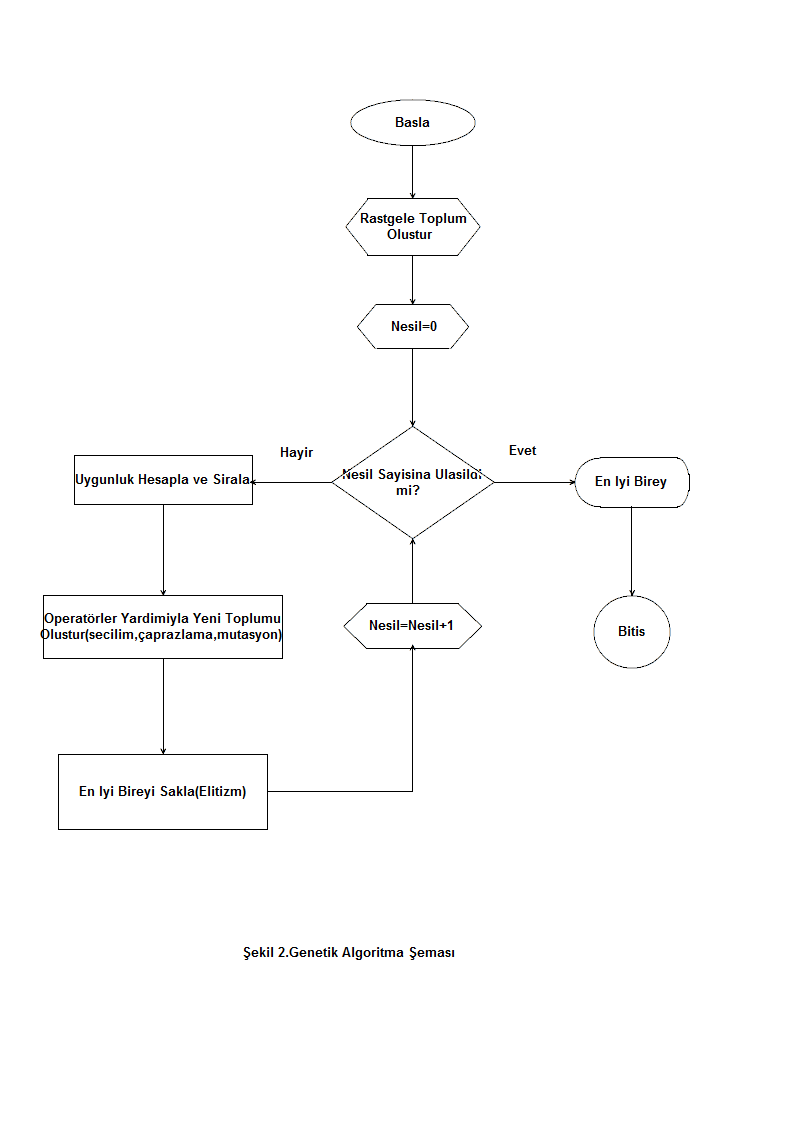 Basla
Rastgele Toplum
Olustur
Nesil=0
Hayir
Evet
Nesil Sayisina Ulasildi
mi?
Uygunluk Hesapla ve Sirala
En Iyi Birey
Operatörler Yardimiyla Yeni Toplumu
Olustur(secilim,çaprazlama,mutasyon)
Nesil=Nesil+1
Bitis
En Iyi Bireyi Sakla(Elitizm)
Şekil 2.Genetik Algoritma Şeması